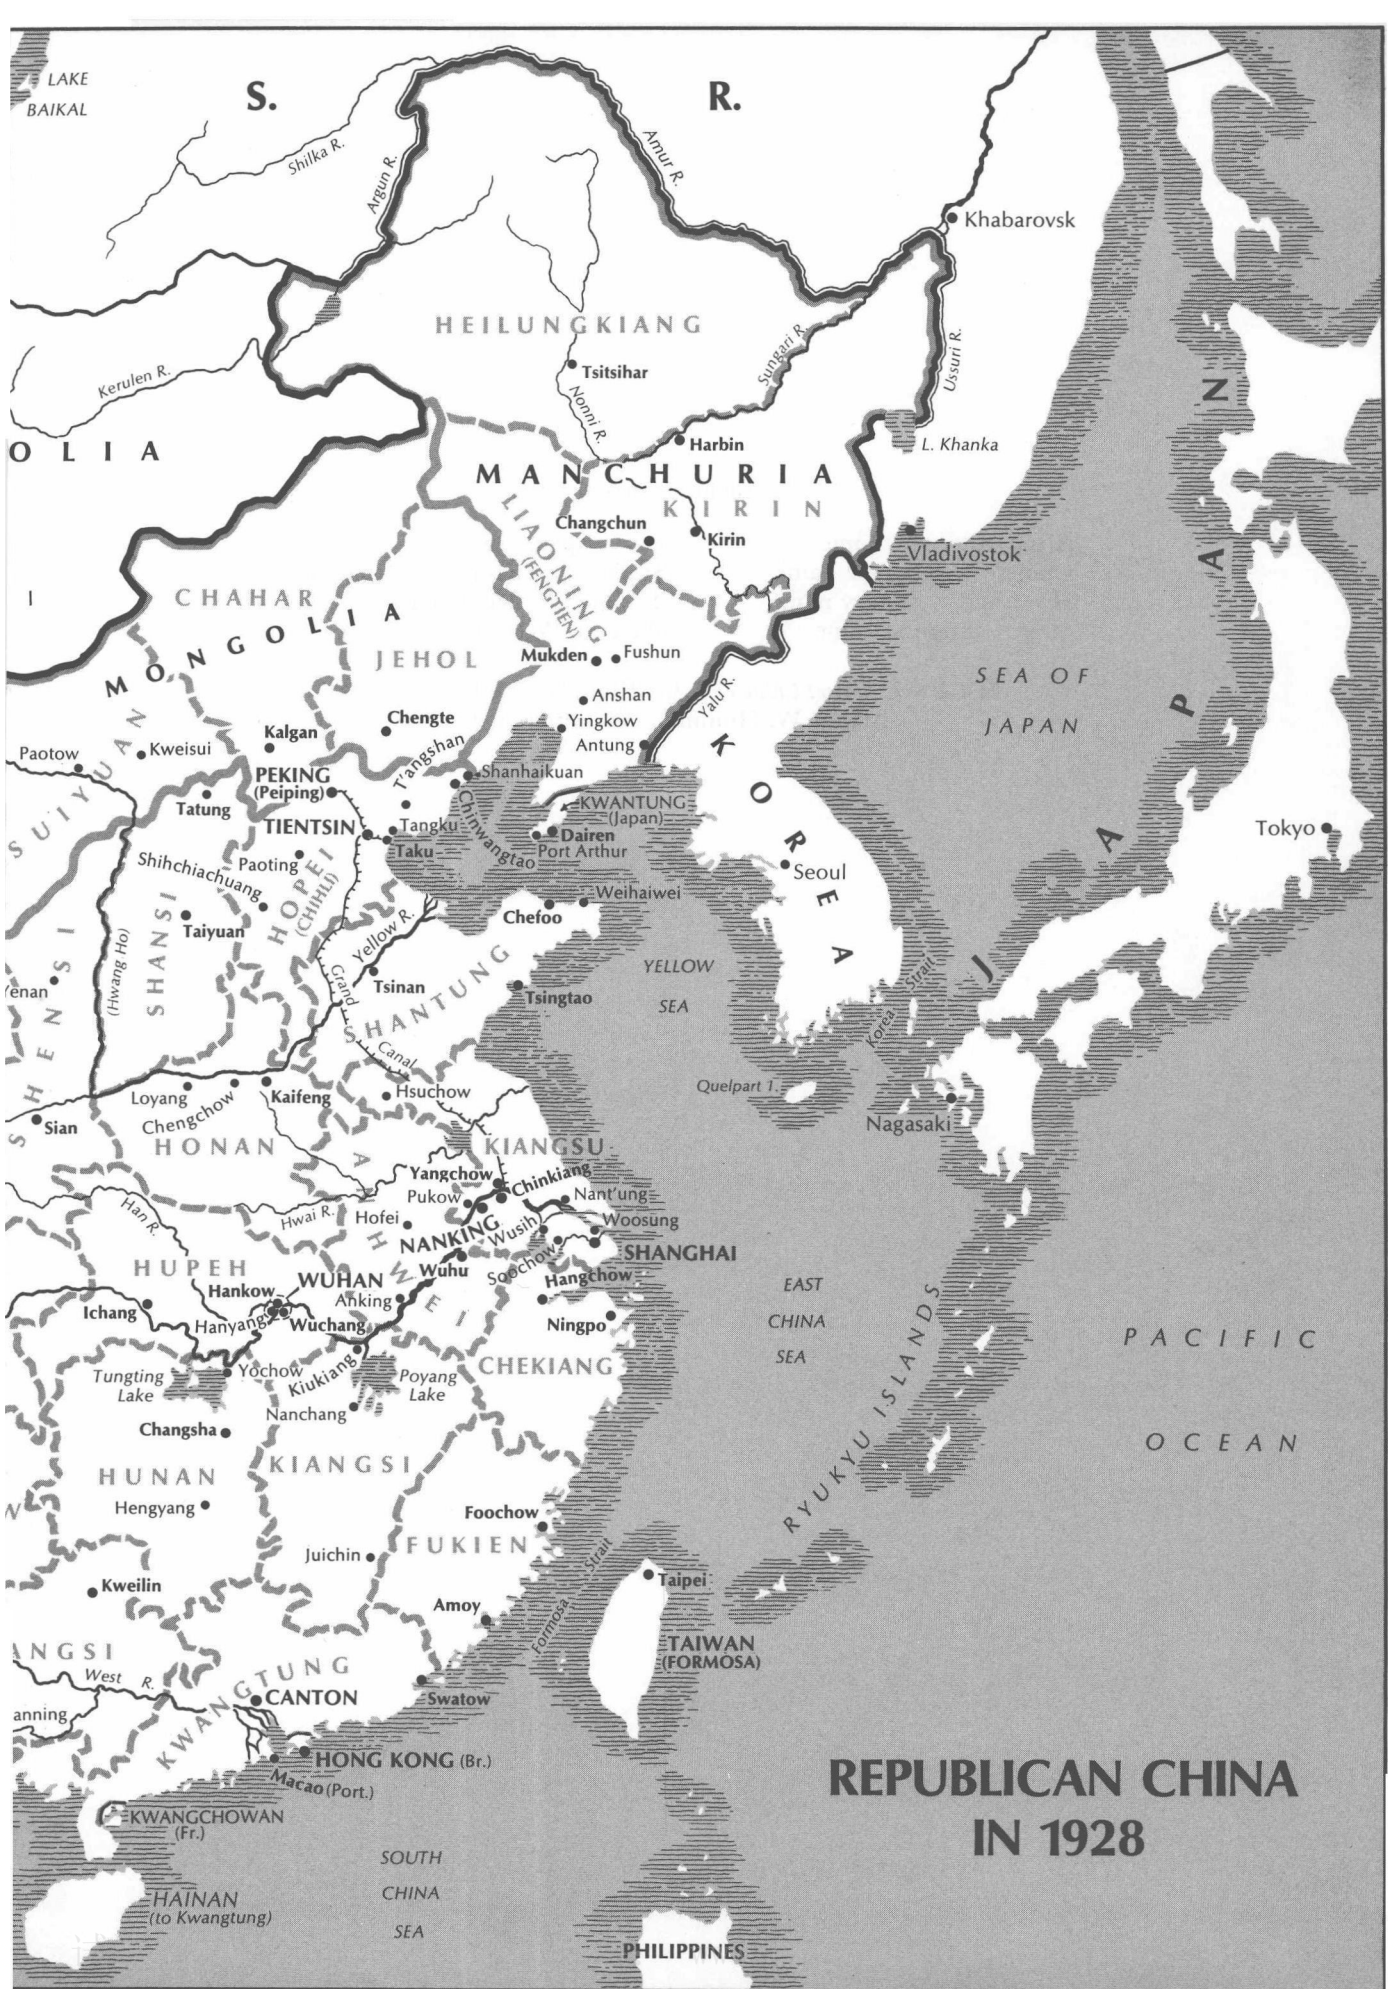 LAKE
BAIKAL
S.
R.
Shilka R.
Argun R.
Amur R.
Khabarovsk
HEILUNGKIANG
Kerulen R.
Tsitsihar
Nonni R.
Sungari R.
Ussuri R.
OLIA
Harbin
L. Khanka
MANCHURIA
KIRIN
LIAONING
(FENGTIEN)
Changchun
Kirin
Vladivostok
I
CHAHAR
MONGOLIA
JEHOL
Mukden
Fushun
Anshan
Yingkow
Antung
Yalu R.
SEA OF
JAPAN
JAPAN
KOREA
Chengte
Kalgan
Paotow
Kweisui
SUIYUAN
T'angshan
Shanhaikuan
Chinwangtao
PEKING
(Peiping)
Tatung
TIENTSIN
Tangku
Taku
KWANTUNG
(Japan)
Dairen
Port Arthur
Tokyo
Seoul
Shihchiachuang
Paoting
HOPEI
(CHIHLI)
Weihaiwei
Chefoo
Taiyuan
SHANSI
Yellow R.
Yenan
(Hwang Ho)
Grand
Canal
Tsinan
SHANTUNG
Tsingtao
YELLOW
SEA
Korea Strait
SHENSI
Quelpart I.
Nagasaki
Loyang
Chengchow
Kaifeng
Hsuchow
Sian
HONAN
KIANGSU
Yangchow
Chinkiang
Pukow
Nant'ung
Han R.
Hwai R.
Hofei
NANKING
Wusih
Woosung
SHANGHAI
Soochow
ANHWEI
HUPEH
Wuhu
Hangchow
Hankow
WUHAN
Anking
Ichang
Hanyang
Wuchang
Ningpo
EAST
CHINA
SEA
PACIFIC
OCEAN
RYUKYU ISLANDS
Tungting
Lake
Yochow
Kiukiang
Poyang
Lake
CHEKIANG
Nanchang
Changsha
HUNAN
KIANGSI
Hengyang
W
Foochow
FUKIEN
Juichin
Formosa Strait
Taipei
Kweilin
Amoy
TAIWAN
(FORMOSA)
ANGSI
West R.
KWANGTUNG
CANTON
Swatow
anning
HONG KONG (Br.)
Macao (Port.)
KWANGCHOWAN
(Fr.)
REPUBLICAN CHINA
IN 1928
SOUTH
CHINA
SEA
HAINAN
(to Kwangtung)
PHILIPPINES